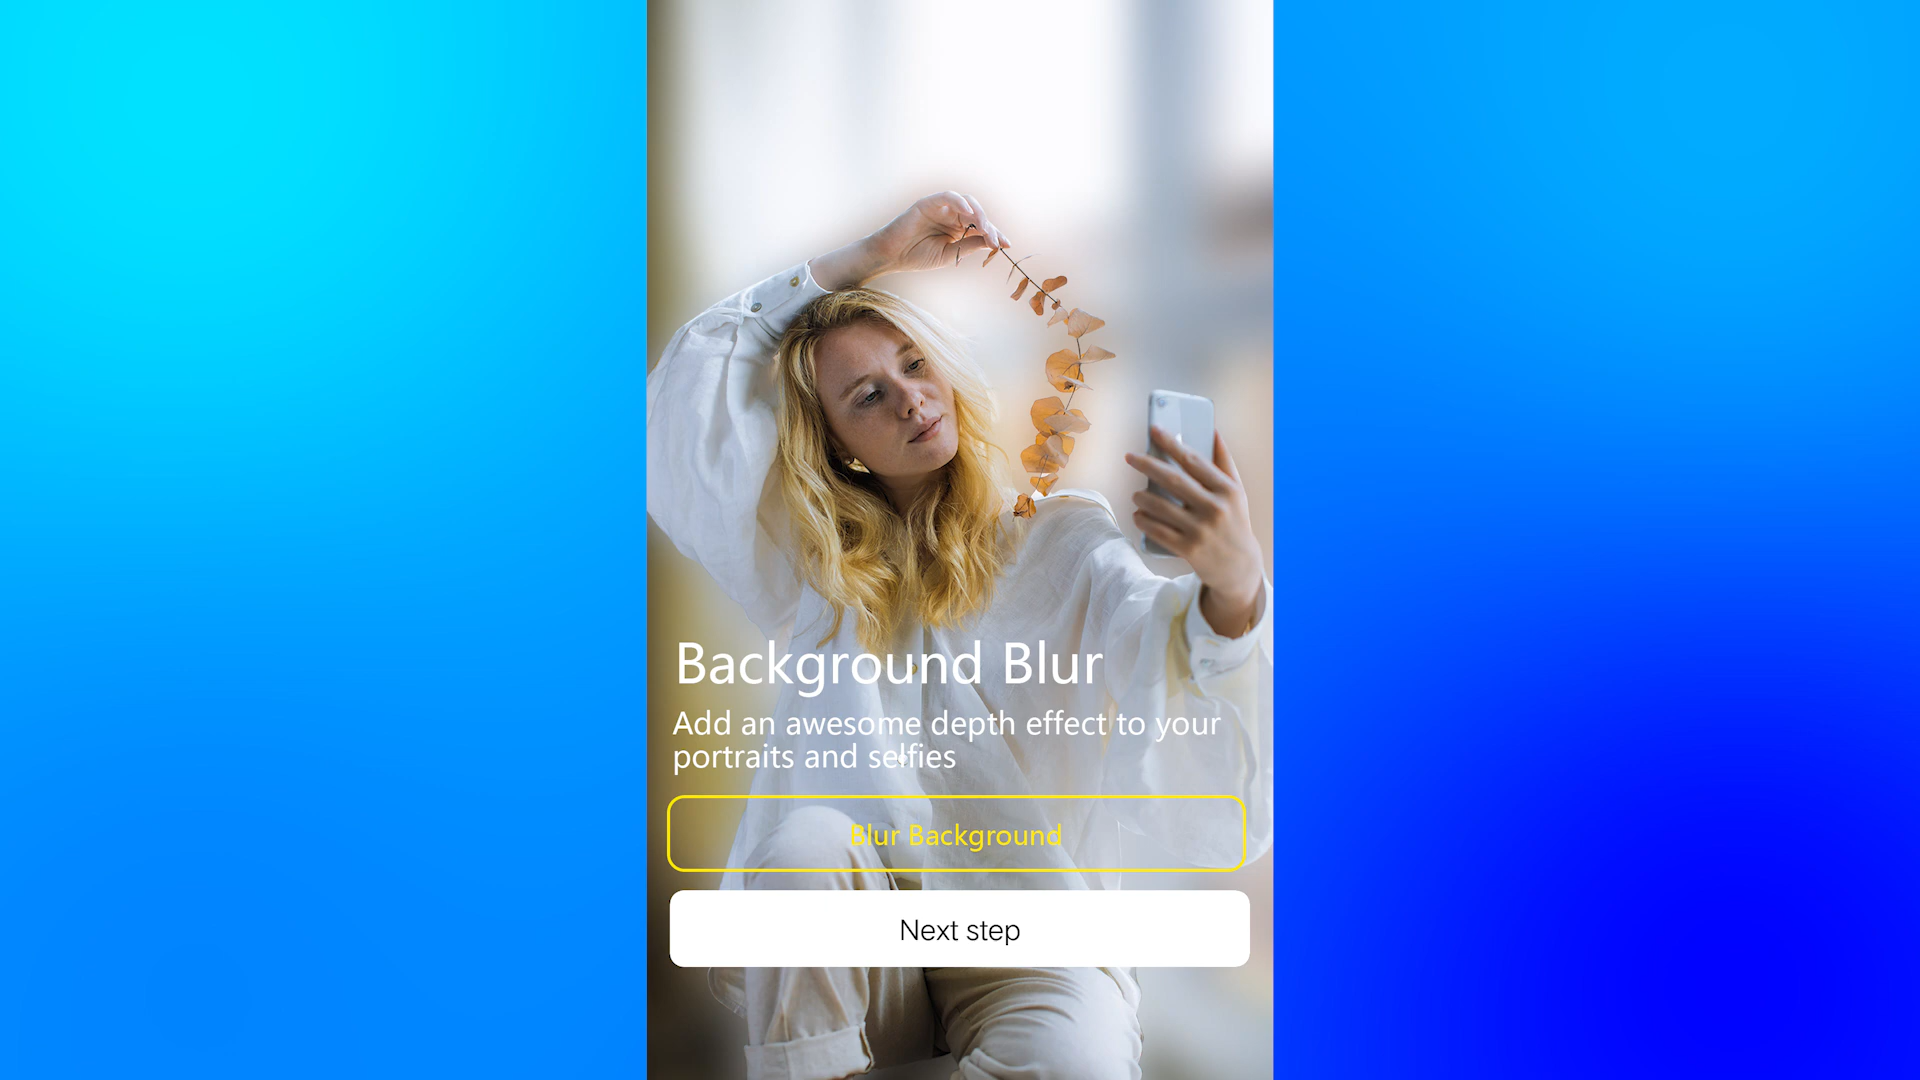 Background Blur
Add an awesome depth effect to your
portraits and selfies
Blur Background
Next step